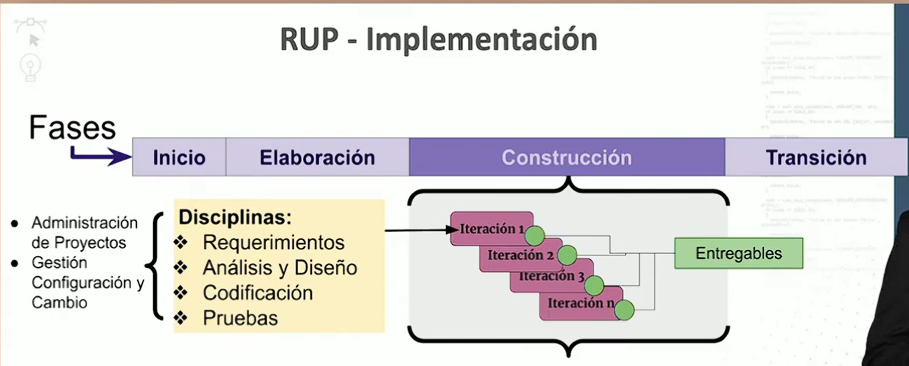 RUP - Implementación
Fases
Inicio
Elaboración
Construcción
Transición
Administración
de Proyectos
Gestión
Configuración y
Cambio
Disciplinas:
Requerimientos
Análisis y Diseño
Codificación
Pruebas
Iteración 1
Iteración 2
Iteración 3
Iteración n
Entregables